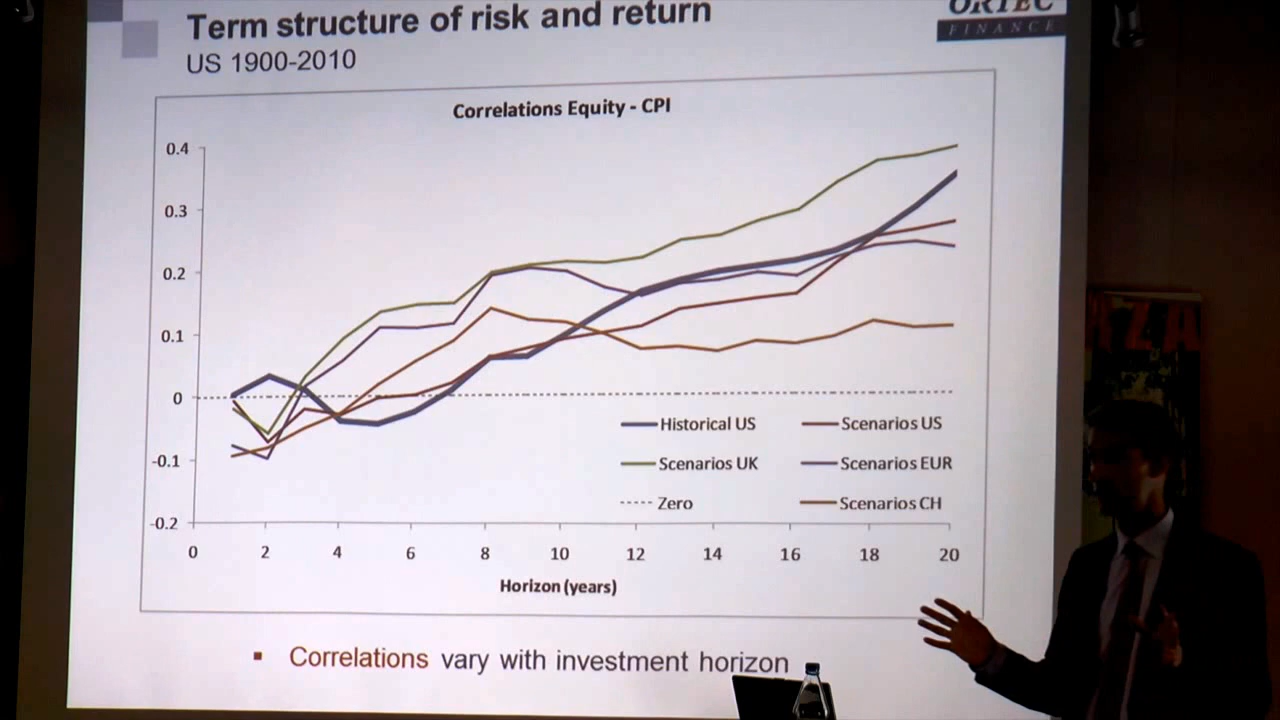 Term structure of risk and return
ORTEC
FINANCE
US 1900-2010
Correlations Equity - CPI
0.4
0.3
0.2
0.1
0
-0.1
-0.2
0 2 4 6 8 10 12 14 16 18 20
Horizon (years)
Historical US
Scenarios US
Scenarios UK
Scenarios EUR
Zero
Scenarios CH
▪ Correlations vary with investment horizon